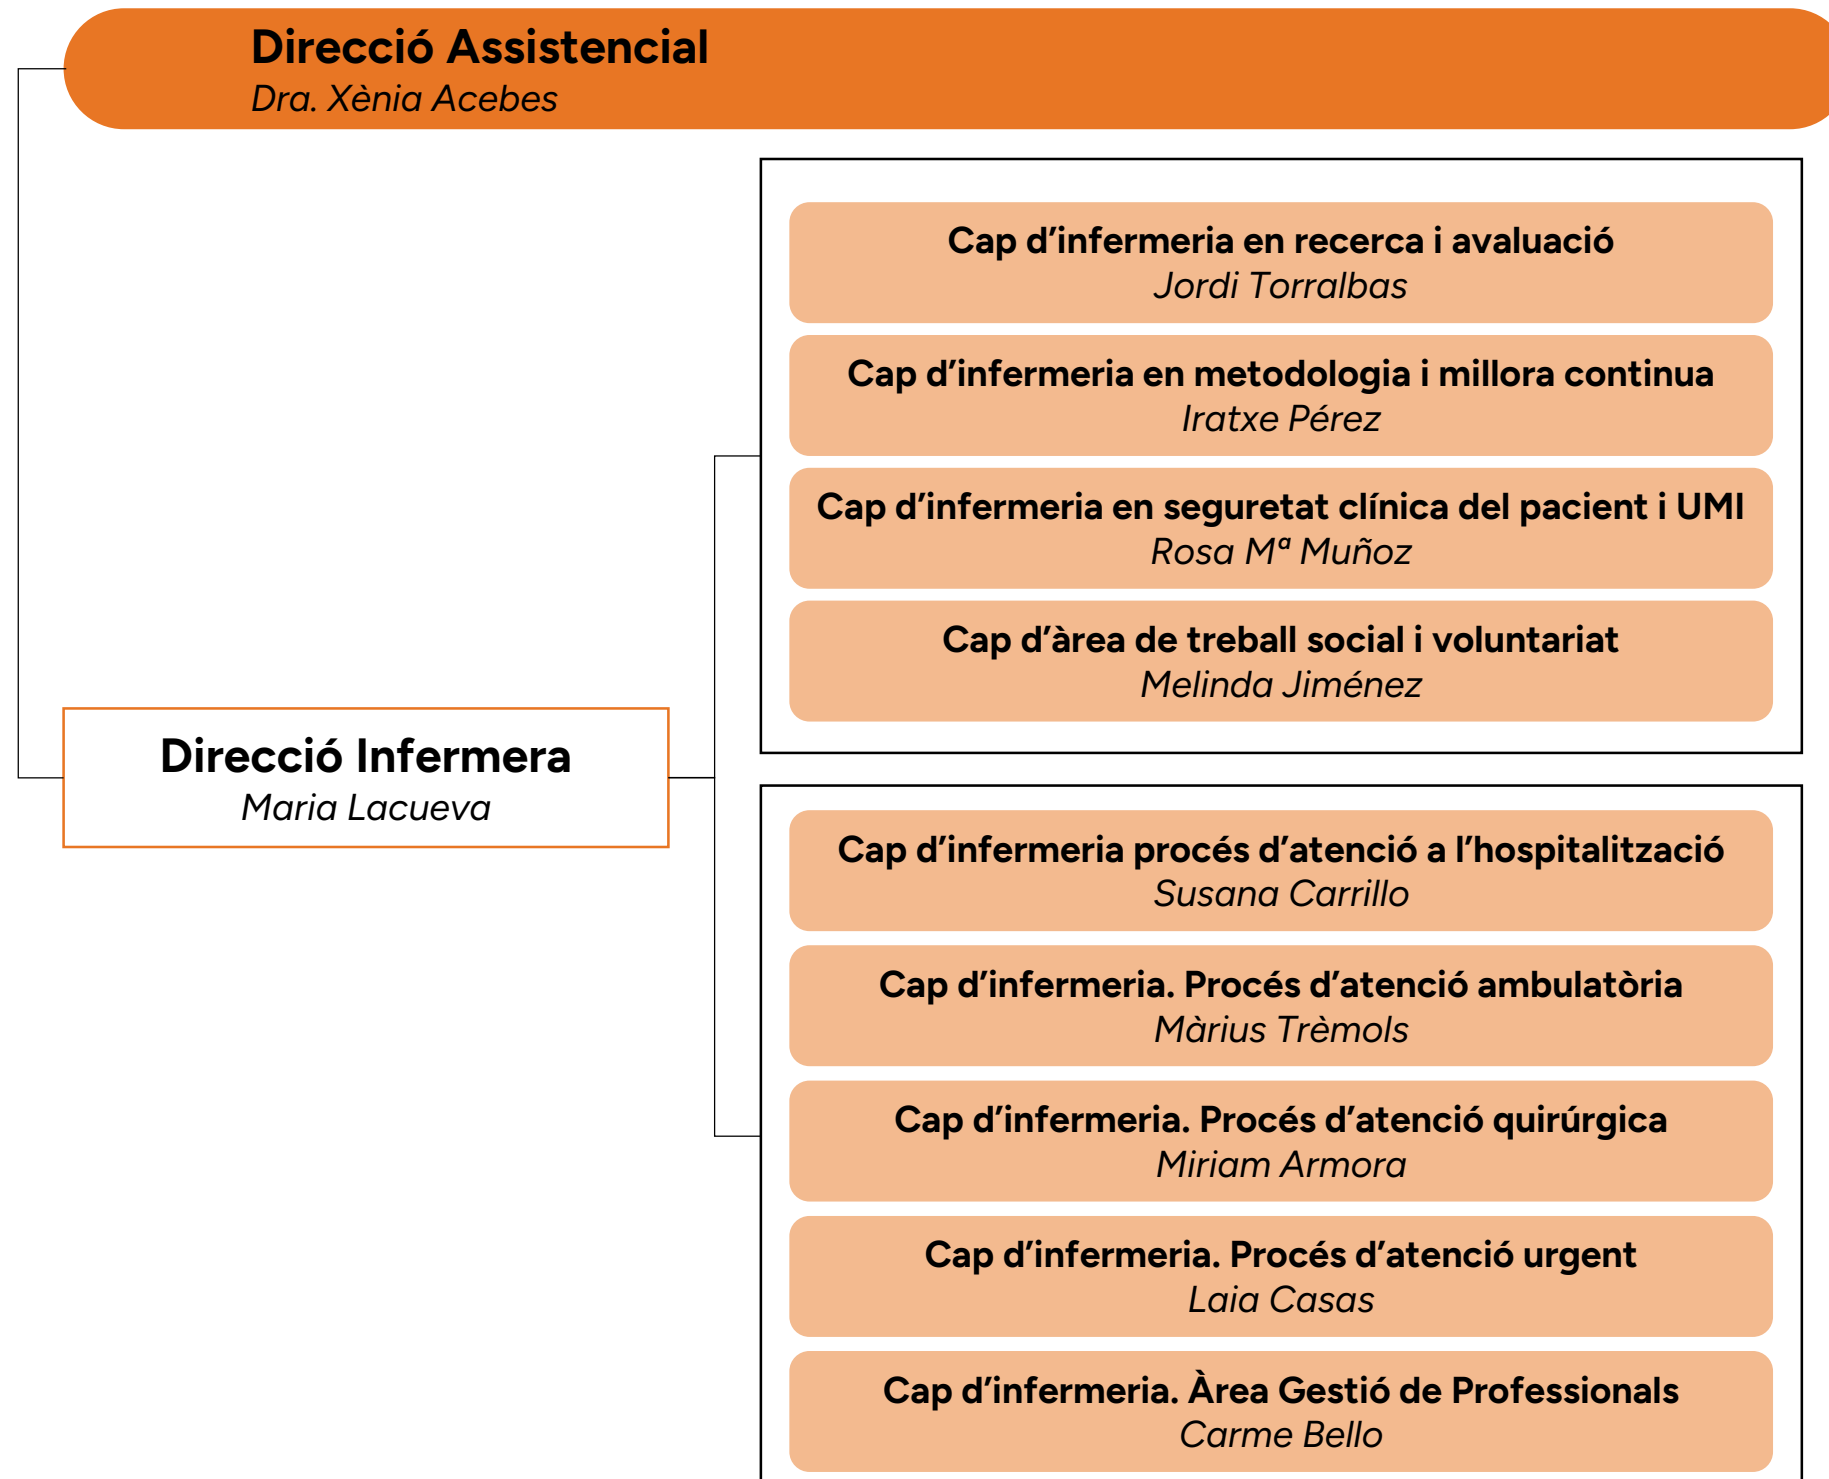 Direcció Assistencial
Dra. Xènia Acebes
Cap d’infermeria en recerca i avaluació
Jordi Torralbas
Cap d’infermeria en metodologia i millora continua
Iratxe Pérez
Cap d’infermeria en seguretat clínica del pacient i UMI
Rosa Mª Muñoz
Cap d’àrea de treball social i voluntariat
Melinda Jiménez
Direcció Infermera
Maria Lacueva
Cap d’infermeria procés d’atenció a l’hospitalització
Susana Carrillo
Cap d’infermeria. Procés d’atenció ambulatòria
Màrius Trèmols
Cap d’infermeria. Procés d’atenció quirúrgica
Miriam Armora
Cap d’infermeria. Procés d’atenció urgent
Laia Casas
Cap d’infermeria. Àrea Gestió de Professionals
Carme Bello